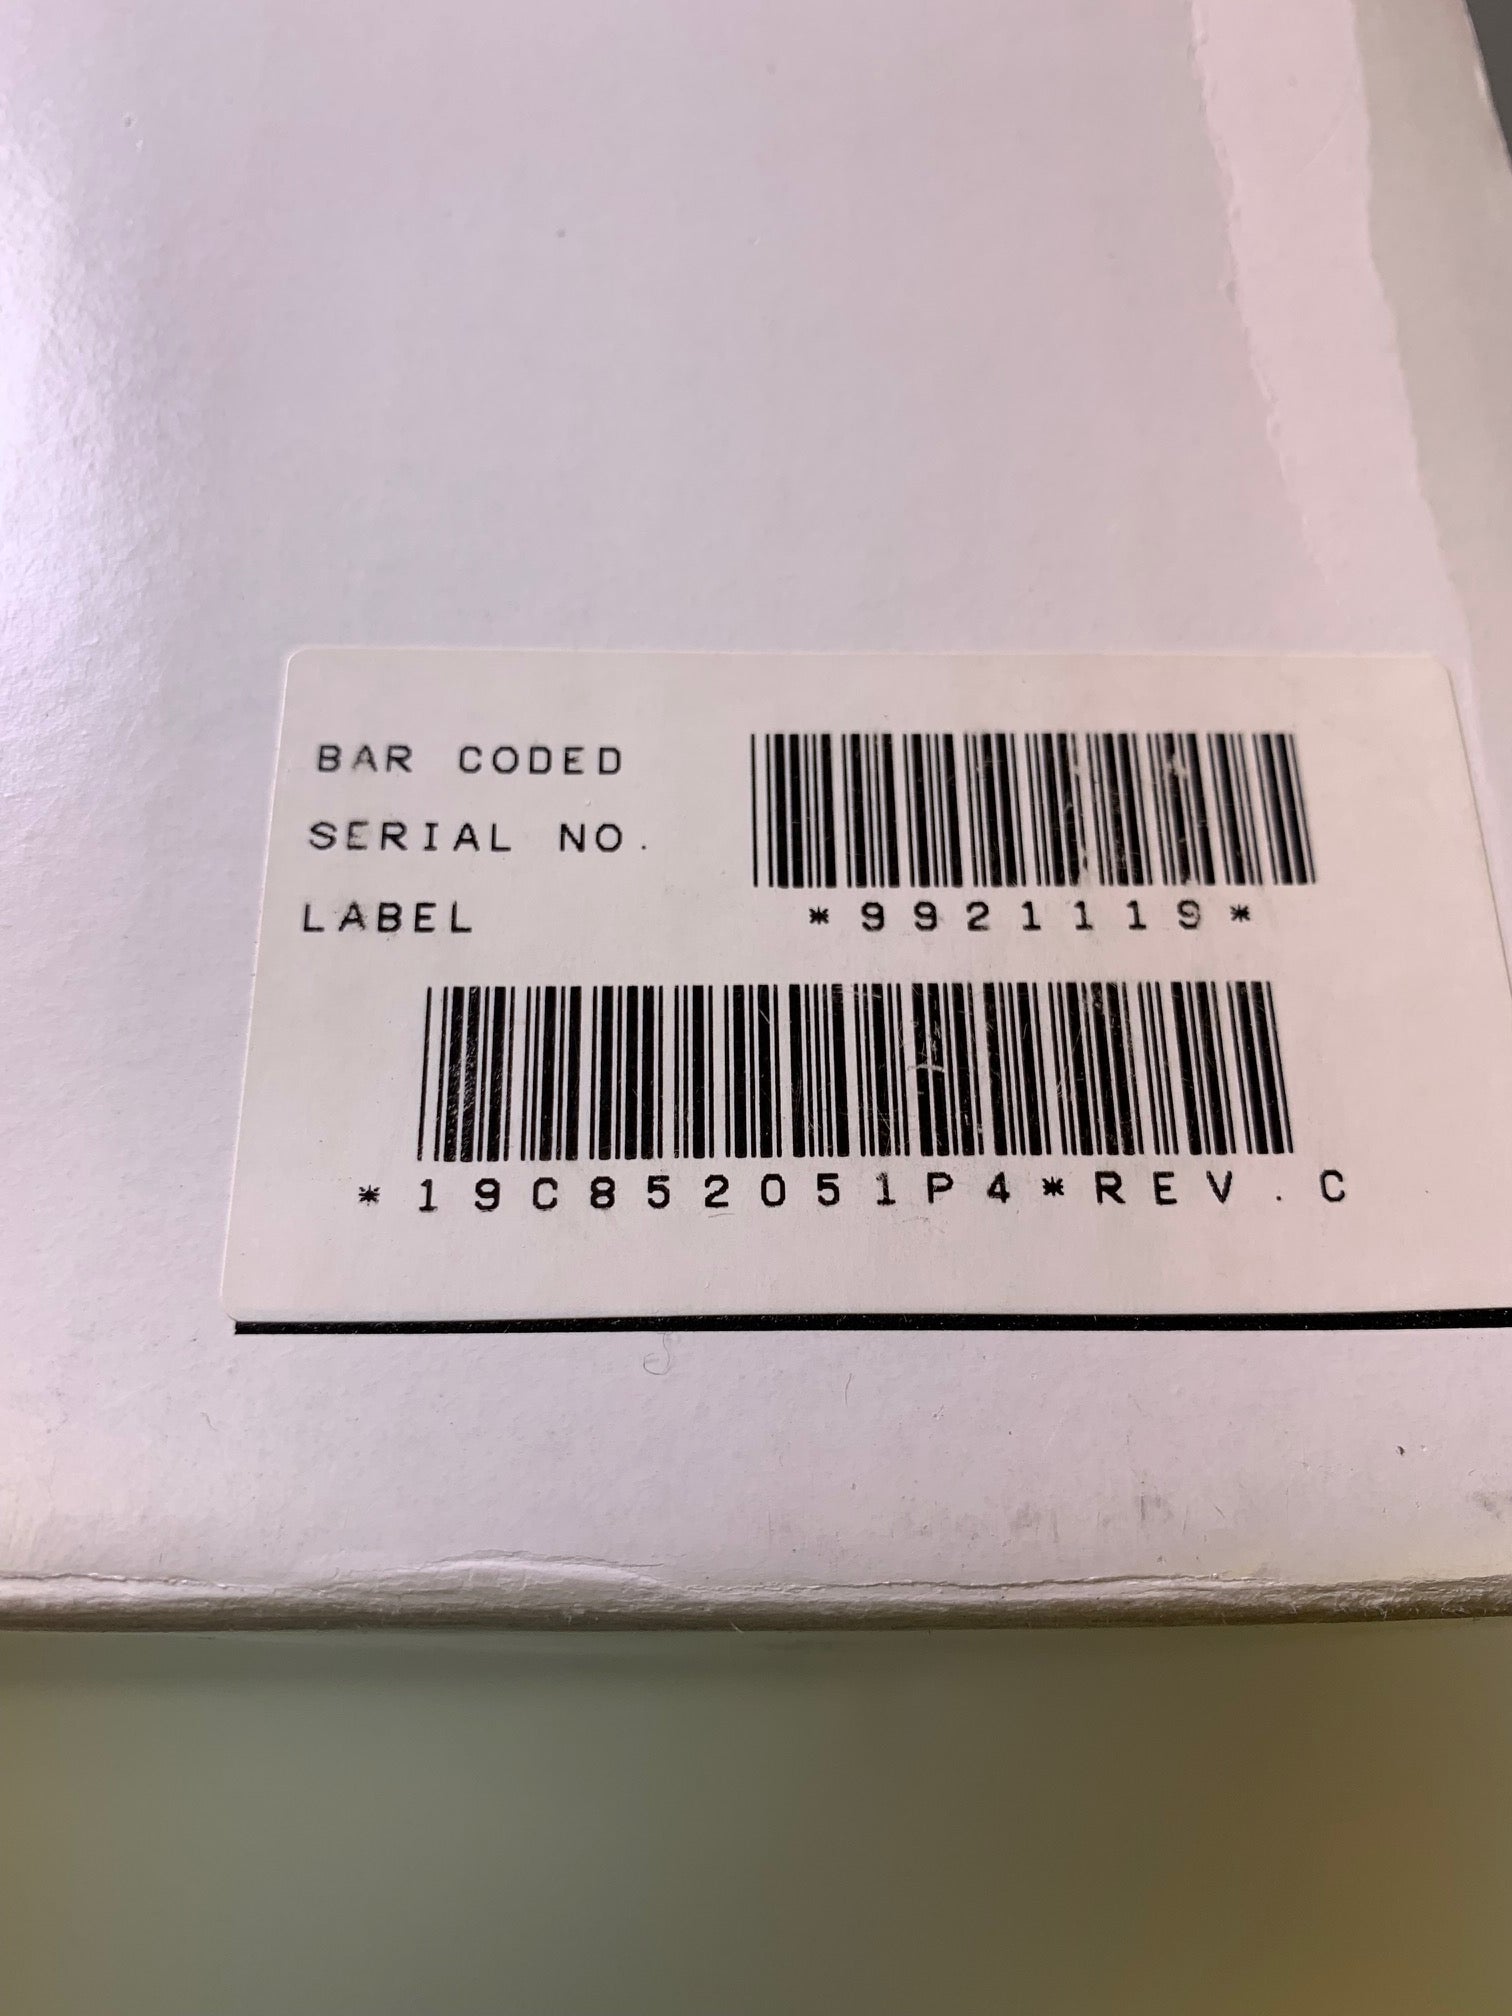 BAR CODED
SERIAL NO.
LABEL
*9921119*
*19C852051P4*REV.C